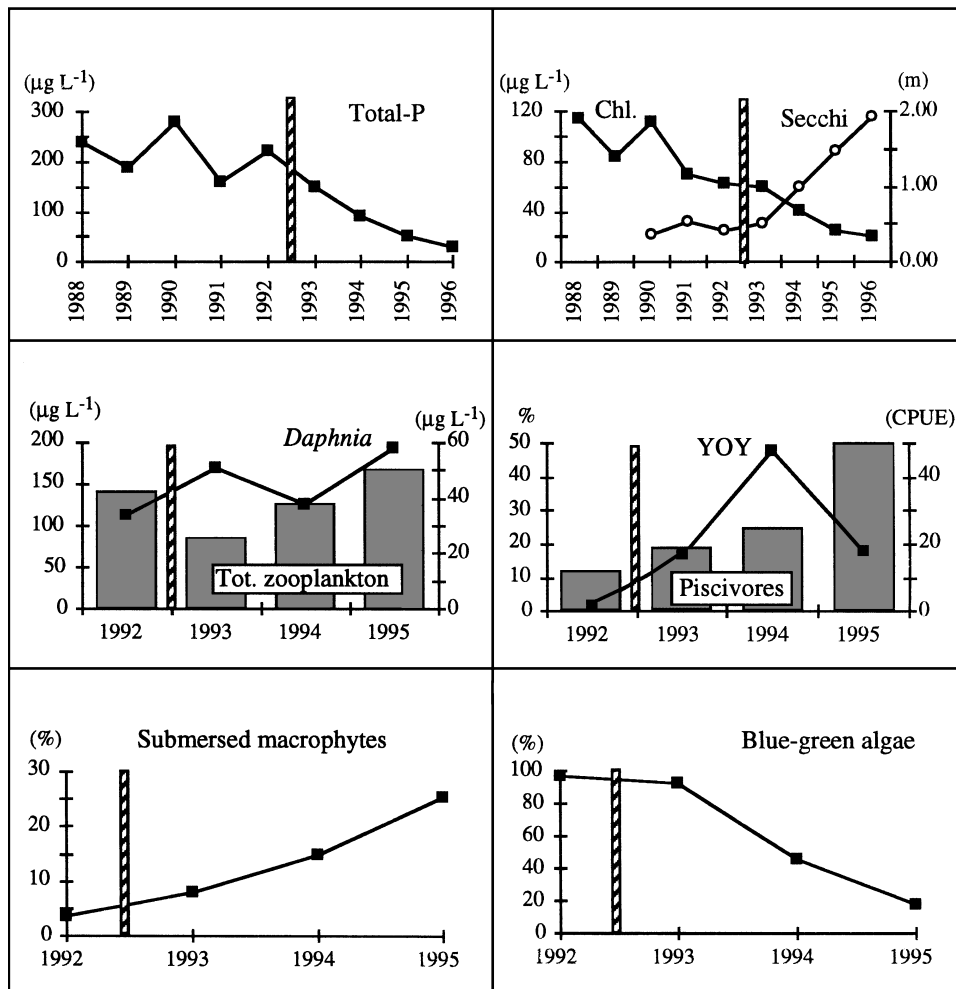 (µg L⁻¹)
Total-P
300
200
100
0
1988 1989 1990 1991 1992 1993 1994 1995 1996
(µg L⁻¹) (m)
Chl. Secchi
120 2.00
80
1.00
40
0 0.00
1988 1989 1990 1991 1992 1993 1994 1995 1996
(µg L⁻¹) (µg L⁻¹)
Daphnia
200 60
150
40
100
20
50
Tot. zooplankton
0 0
1992 1993 1994 1995
% (CPUE)
YOY
50
40 40
30
20 20
10
Piscivores
0 0
1992 1993 1994 1995
(%) Submersed macrophytes
30
20
10
0
1992 1993 1994 1995
(%) Blue-green algae
100
80
60
40
20
0
1992 1993 1994 1995